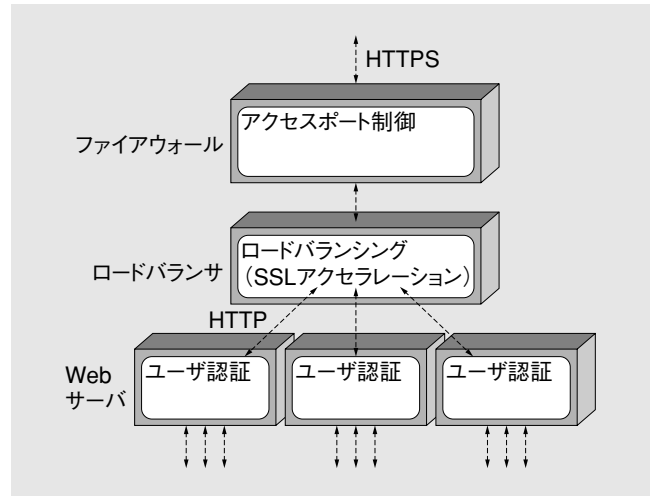 HTTPS
アクセスポート制御
ファイアウォール
ロードバランシング
（SSLアクセラレーション）
ロードバランサ
HTTP
Web
サーバ
ユーザ認証
ユーザ認証
ユーザ認証